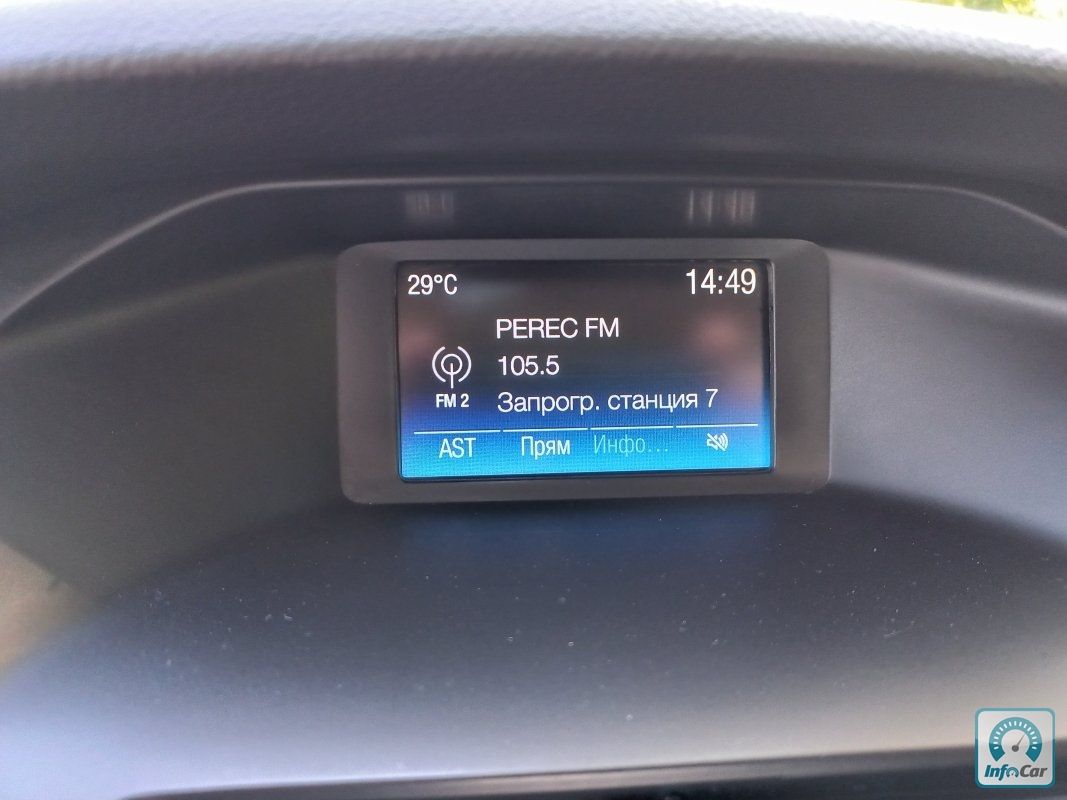 29°C 14:49
PEREC FM
105.5
FM 2 Запрогр. станция 7
AST Прям Инфо...
InfoCar